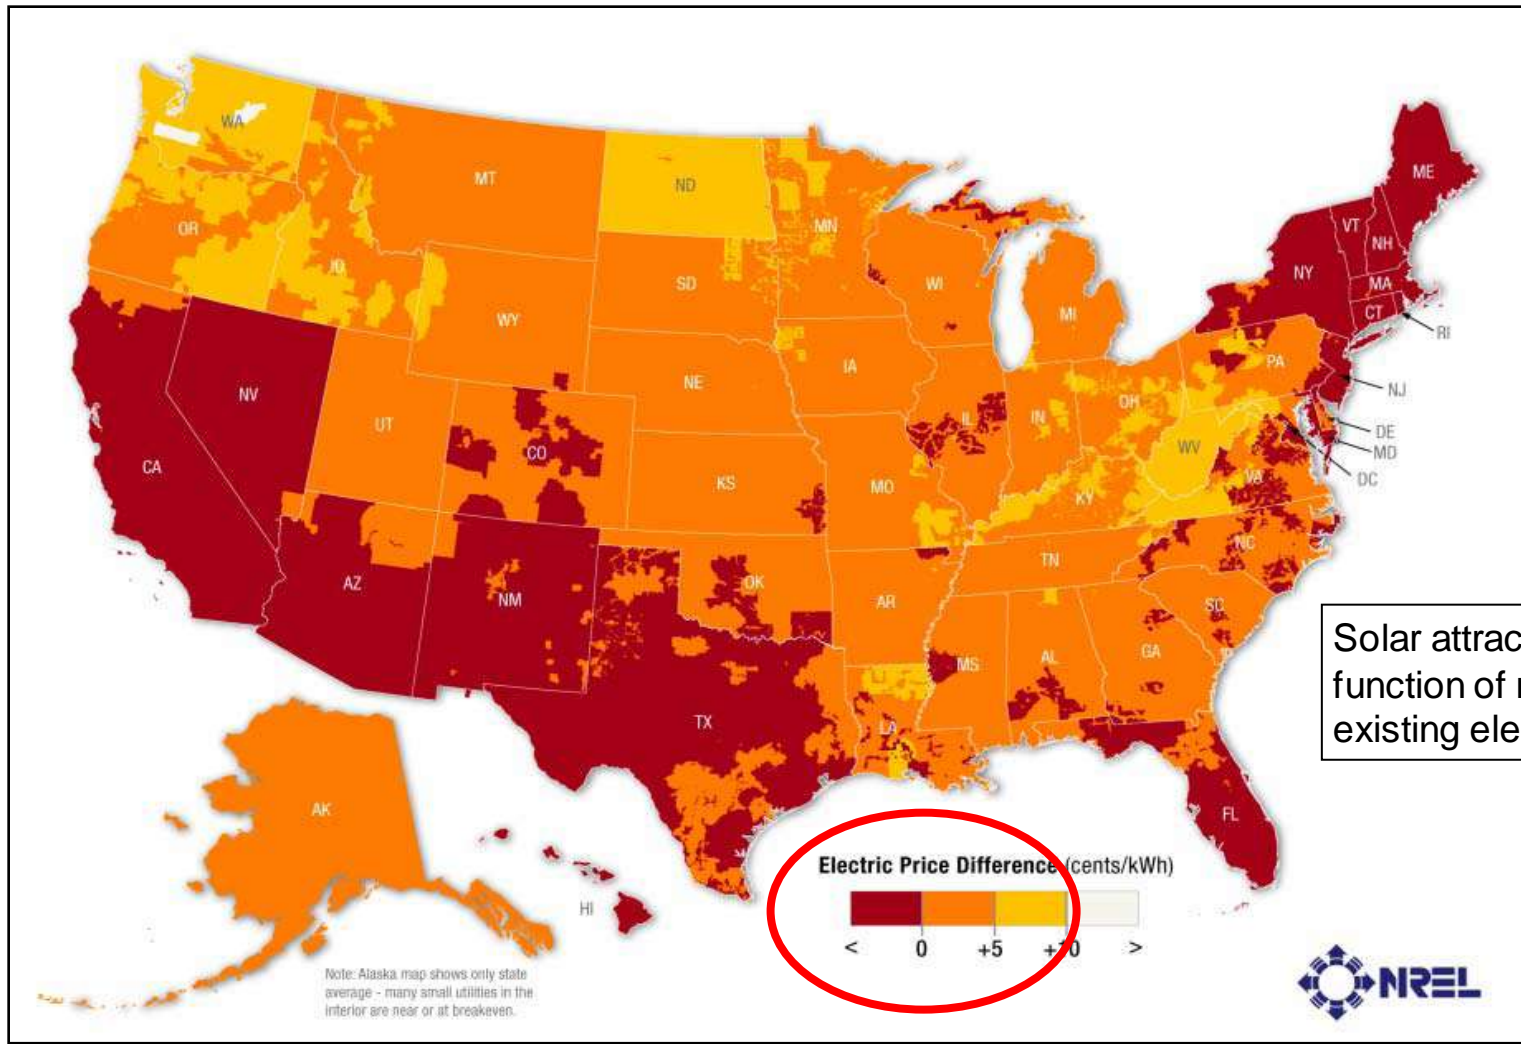 WA
MT
ND
MN
OR
ID
SD
WI
WY
MI
NY
VT
NH
ME
MA
CT
RI
NV
UT
CO
NE
IA
IL
IN
OH
PA
NJ
DE
MD
DC
CA
KS
MO
KY
WV
VA
AZ
NM
OK
AR
TN
NC
SC
TX
LA
MS
AL
GA
FL
AK
HI
Solar attrac
function of
existing ele
Electric Price Difference (cents/kWh)
< 0 +5 +10 >
Note: Alaska map shows only state
average - many small utilities in the
interior are near or at breakeven.
NREL